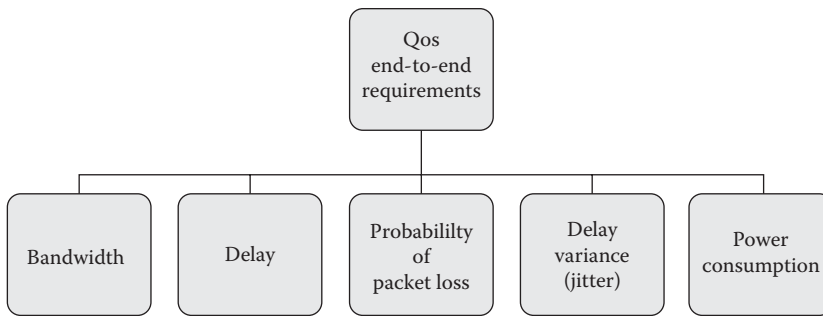 Qos
end-to-end
requirements
Bandwidth
Delay
Probabililty
of
packet loss
Delay
variance
(jitter)
Power
consumption